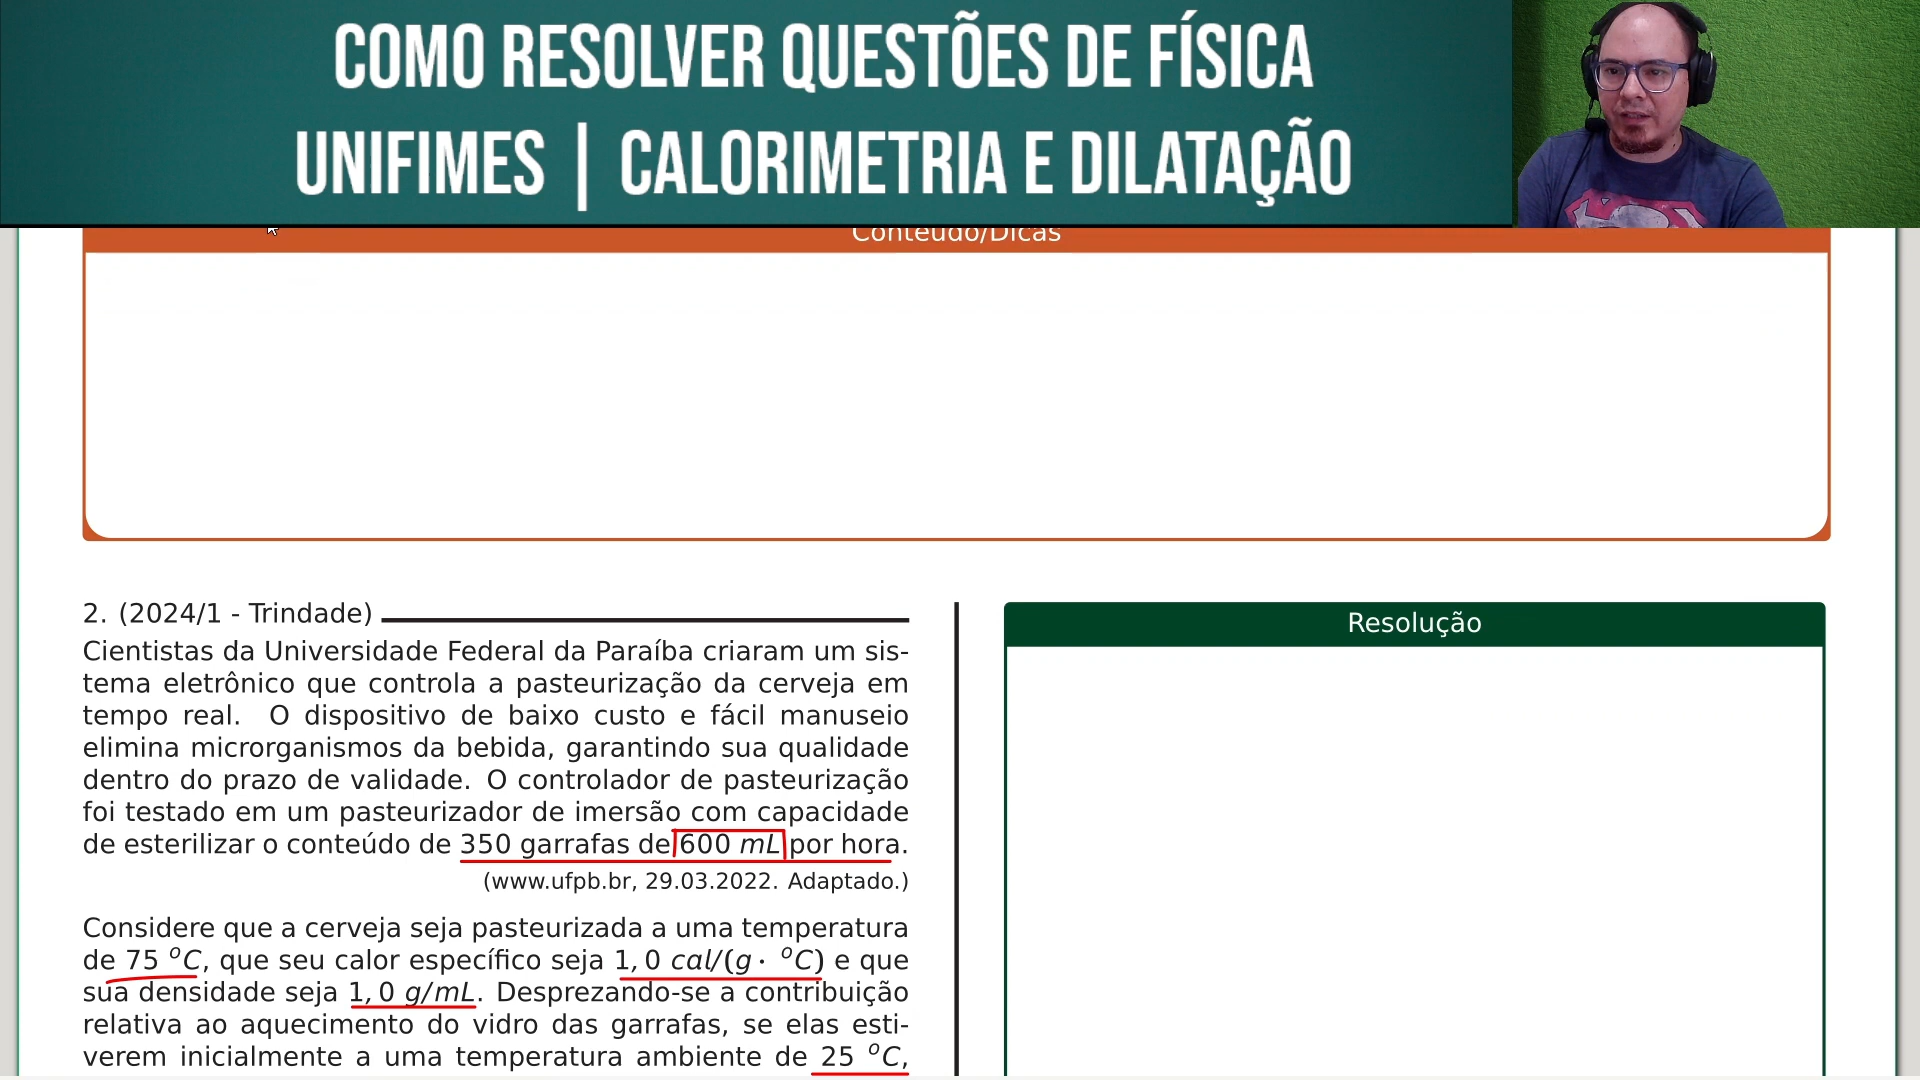 COMO RESOLVER QUESTÕES DE FÍSICA
UNIFIMES | CALORIMETRIA E DILATAÇÃO
Conteúdo/Dicas
2. (2024/1 - Trindade)
Cientistas da Universidade Federal da Paraíba criaram um sis-
tema eletrônico que controla a pasteurização da cerveja em
tempo real. O dispositivo de baixo custo e fácil manuseio
elimina microrganismos da bebida, garantindo sua qualidade
dentro do prazo de validade. O controlador de pasteurização
foi testado em um pasteurizador de imersão com capacidade
de esterilizar o conteúdo de 350 garrafas de 600 mL por hora.
(www.ufpb.br, 29.03.2022. Adaptado.)
Considere que a cerveja seja pasteurizada a uma temperatura
de 75 °C, que seu calor específico seja 1,0 cal/(g· °C) e que
sua densidade seja 1,0 g/mL. Desprezando-se a contribuição
relativa ao aquecimento do vidro das garrafas, se elas esti-
verem inicialmente a uma temperatura ambiente de 25 °C,
Resolução